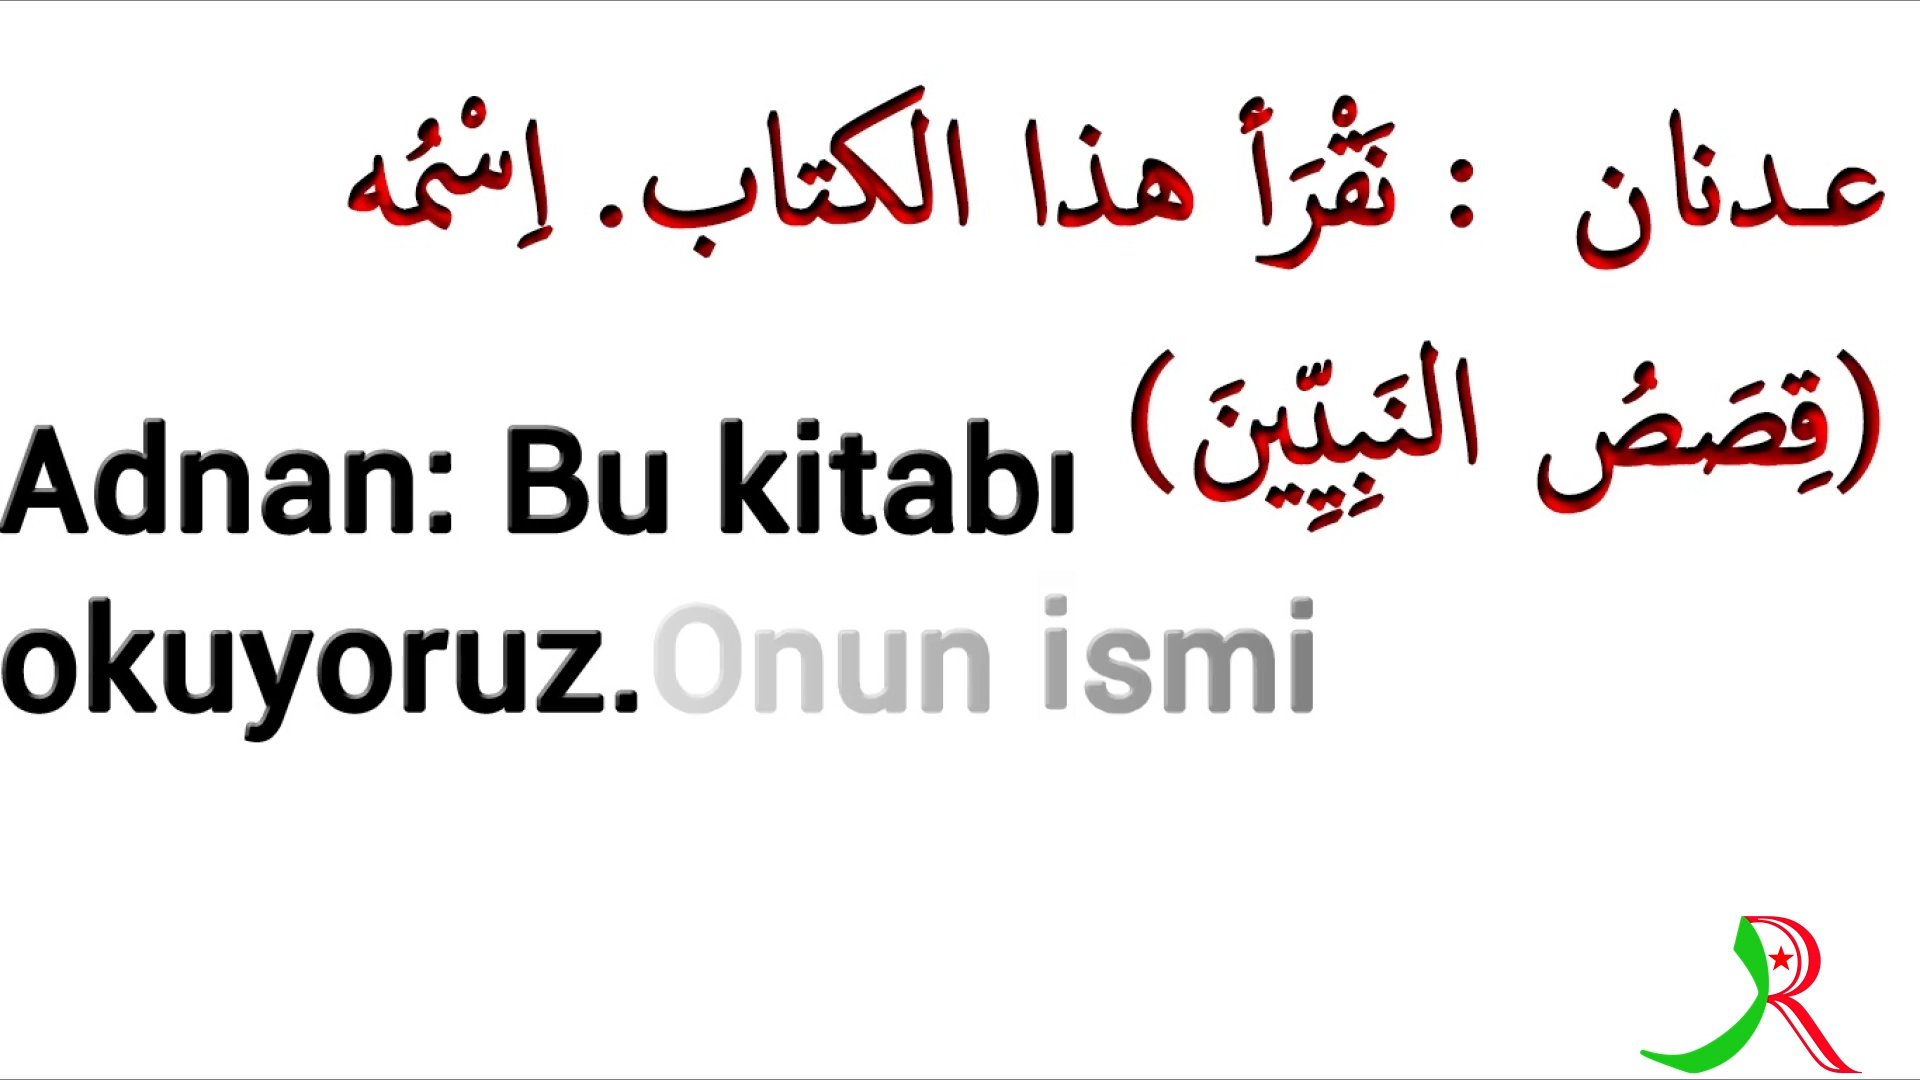 عدنان : نَقْرَأ هذا الكتاب. اِسْمُه
(قِصَصُ النَبِيِّينَ)
Adnan: Bu kitabı
okuyoruz.Onun ismi